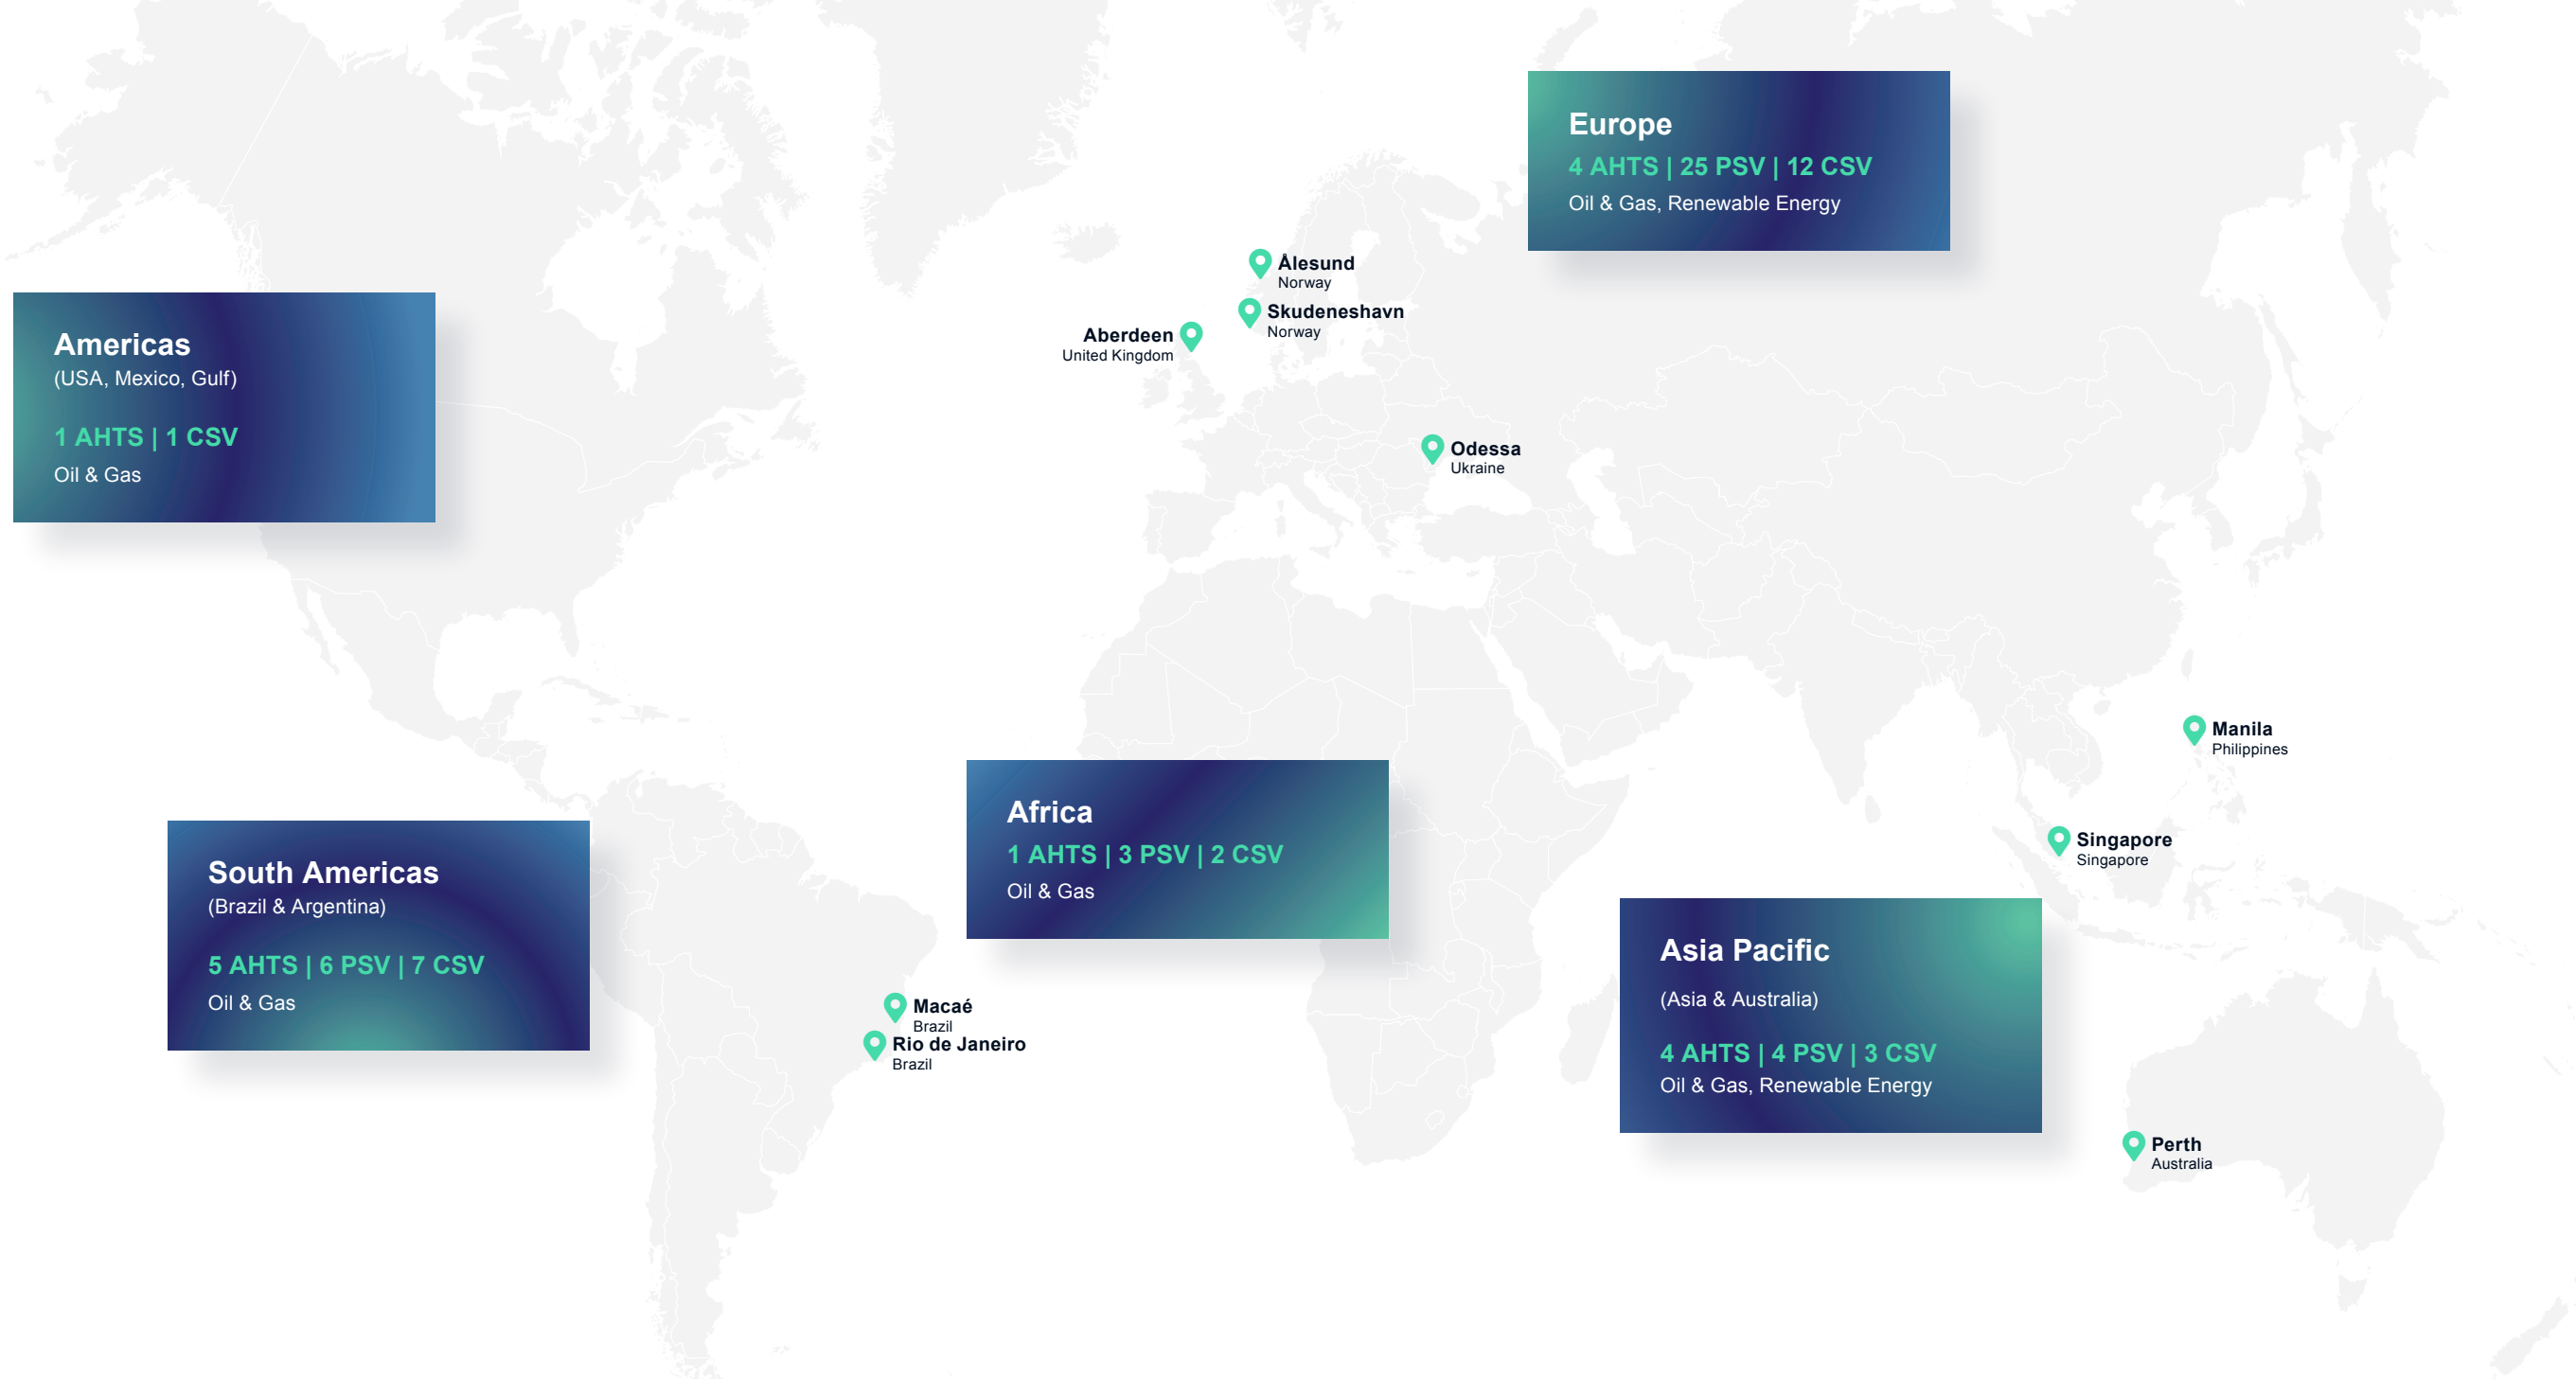 Europe
4 AHTS | 25 PSV | 12 CSV
Oil & Gas, Renewable Energy
Ålesund
Norway
Skudeneshavn
Norway
Aberdeen
United Kingdom
Americas
(USA, Mexico, Gulf)
1 AHTS | 1 CSV
Oil & Gas
Odessa
Ukraine
Manila
Philippines
Singapore
Singapore
Africa
1 AHTS | 3 PSV | 2 CSV
Oil & Gas
South Americas
(Brazil & Argentina)
5 AHTS | 6 PSV | 7 CSV
Oil & Gas
Macaé
Brazil
Rio de Janeiro
Brazil
Asia Pacific
(Asia & Australia)
4 AHTS | 4 PSV | 3 CSV
Oil & Gas, Renewable Energy
Perth
Australia